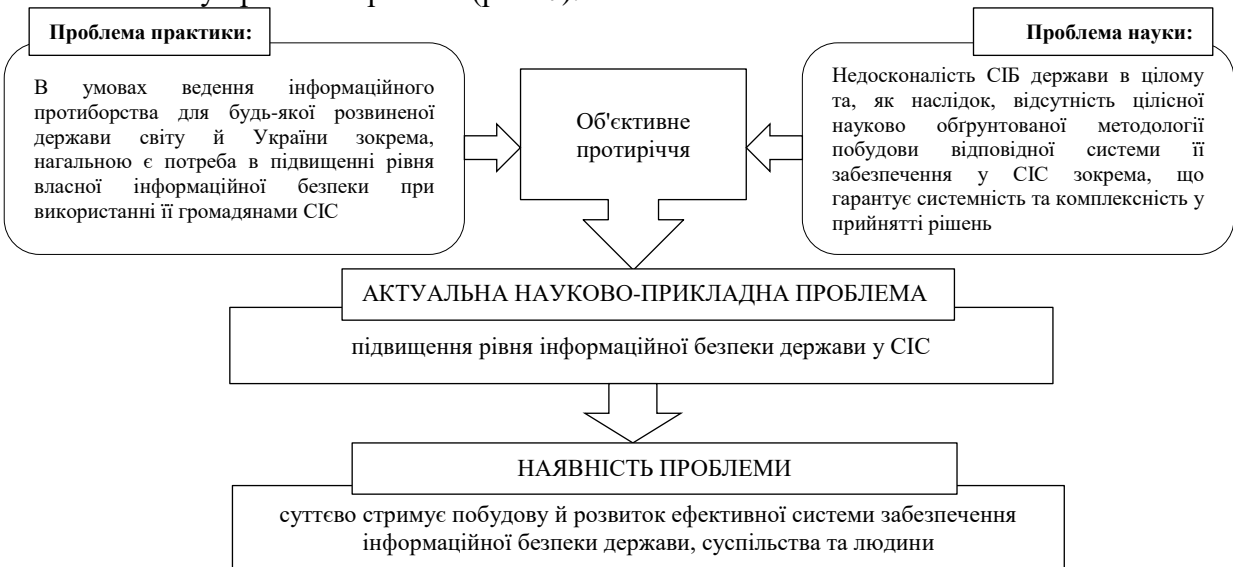 Проблема практики:
В умовах ведення інформаційного
протиборства для будь-якої розвиненої
держави світу й України зокрема,
нагальною є потреба в підвищенні рівня
власної інформаційної безпеки при
використанні її громадянами СІС
Об'єктивне
протиріччя
Проблема науки:
Недосконалість СІБ держави в цілому
та, як наслідок, відсутність цілісної
науково обґрунтованої методології
побудови відповідної системи її
забезпечення у СІС зокрема, що
гарантує системність та комплексність у
прийнятті рішень
АКТУАЛЬНА НАУКОВО-ПРИКЛАДНА ПРОБЛЕМА
підвищення рівня інформаційної безпеки держави у СІС
НАЯВНІСТЬ ПРОБЛЕМИ
суттєво стримує побудову й розвиток ефективної системи забезпечення
інформаційної безпеки держави, суспільства та людини